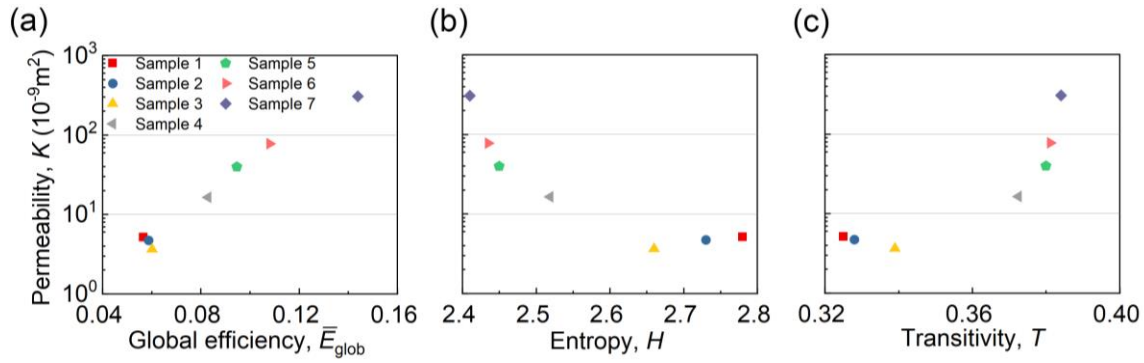 (a)
(b)
(c)
Permeability, K (10⁻⁹m²)
10³
10²
10¹
10⁰
Sample 1
Sample 2
Sample 3
Sample 4
Sample 5
Sample 6
Sample 7
0.04 0.08 0.12 0.16
Global efficiency, E̅glob
2.4 2.5 2.6 2.7 2.8
Entropy, H
0.32 0.36 0.40
Transitivity, T